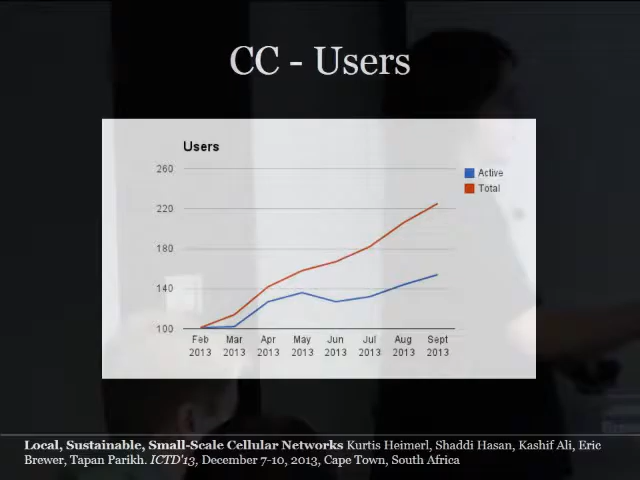 CC - Users
Users
260
220
180
140
100
Active
Total
Feb Mar Apr May Jun Jul Aug Sept
2013 2013 2013 2013 2013 2013 2013 2013
Local, Sustainable, Small-Scale Cellular Networks Kurtis Heimerl, Shaddi Hasan, Kashif Ali, Eric
Brewer, Tapan Parikh. ICTD'13, December 7-10, 2013, Cape Town, South Africa